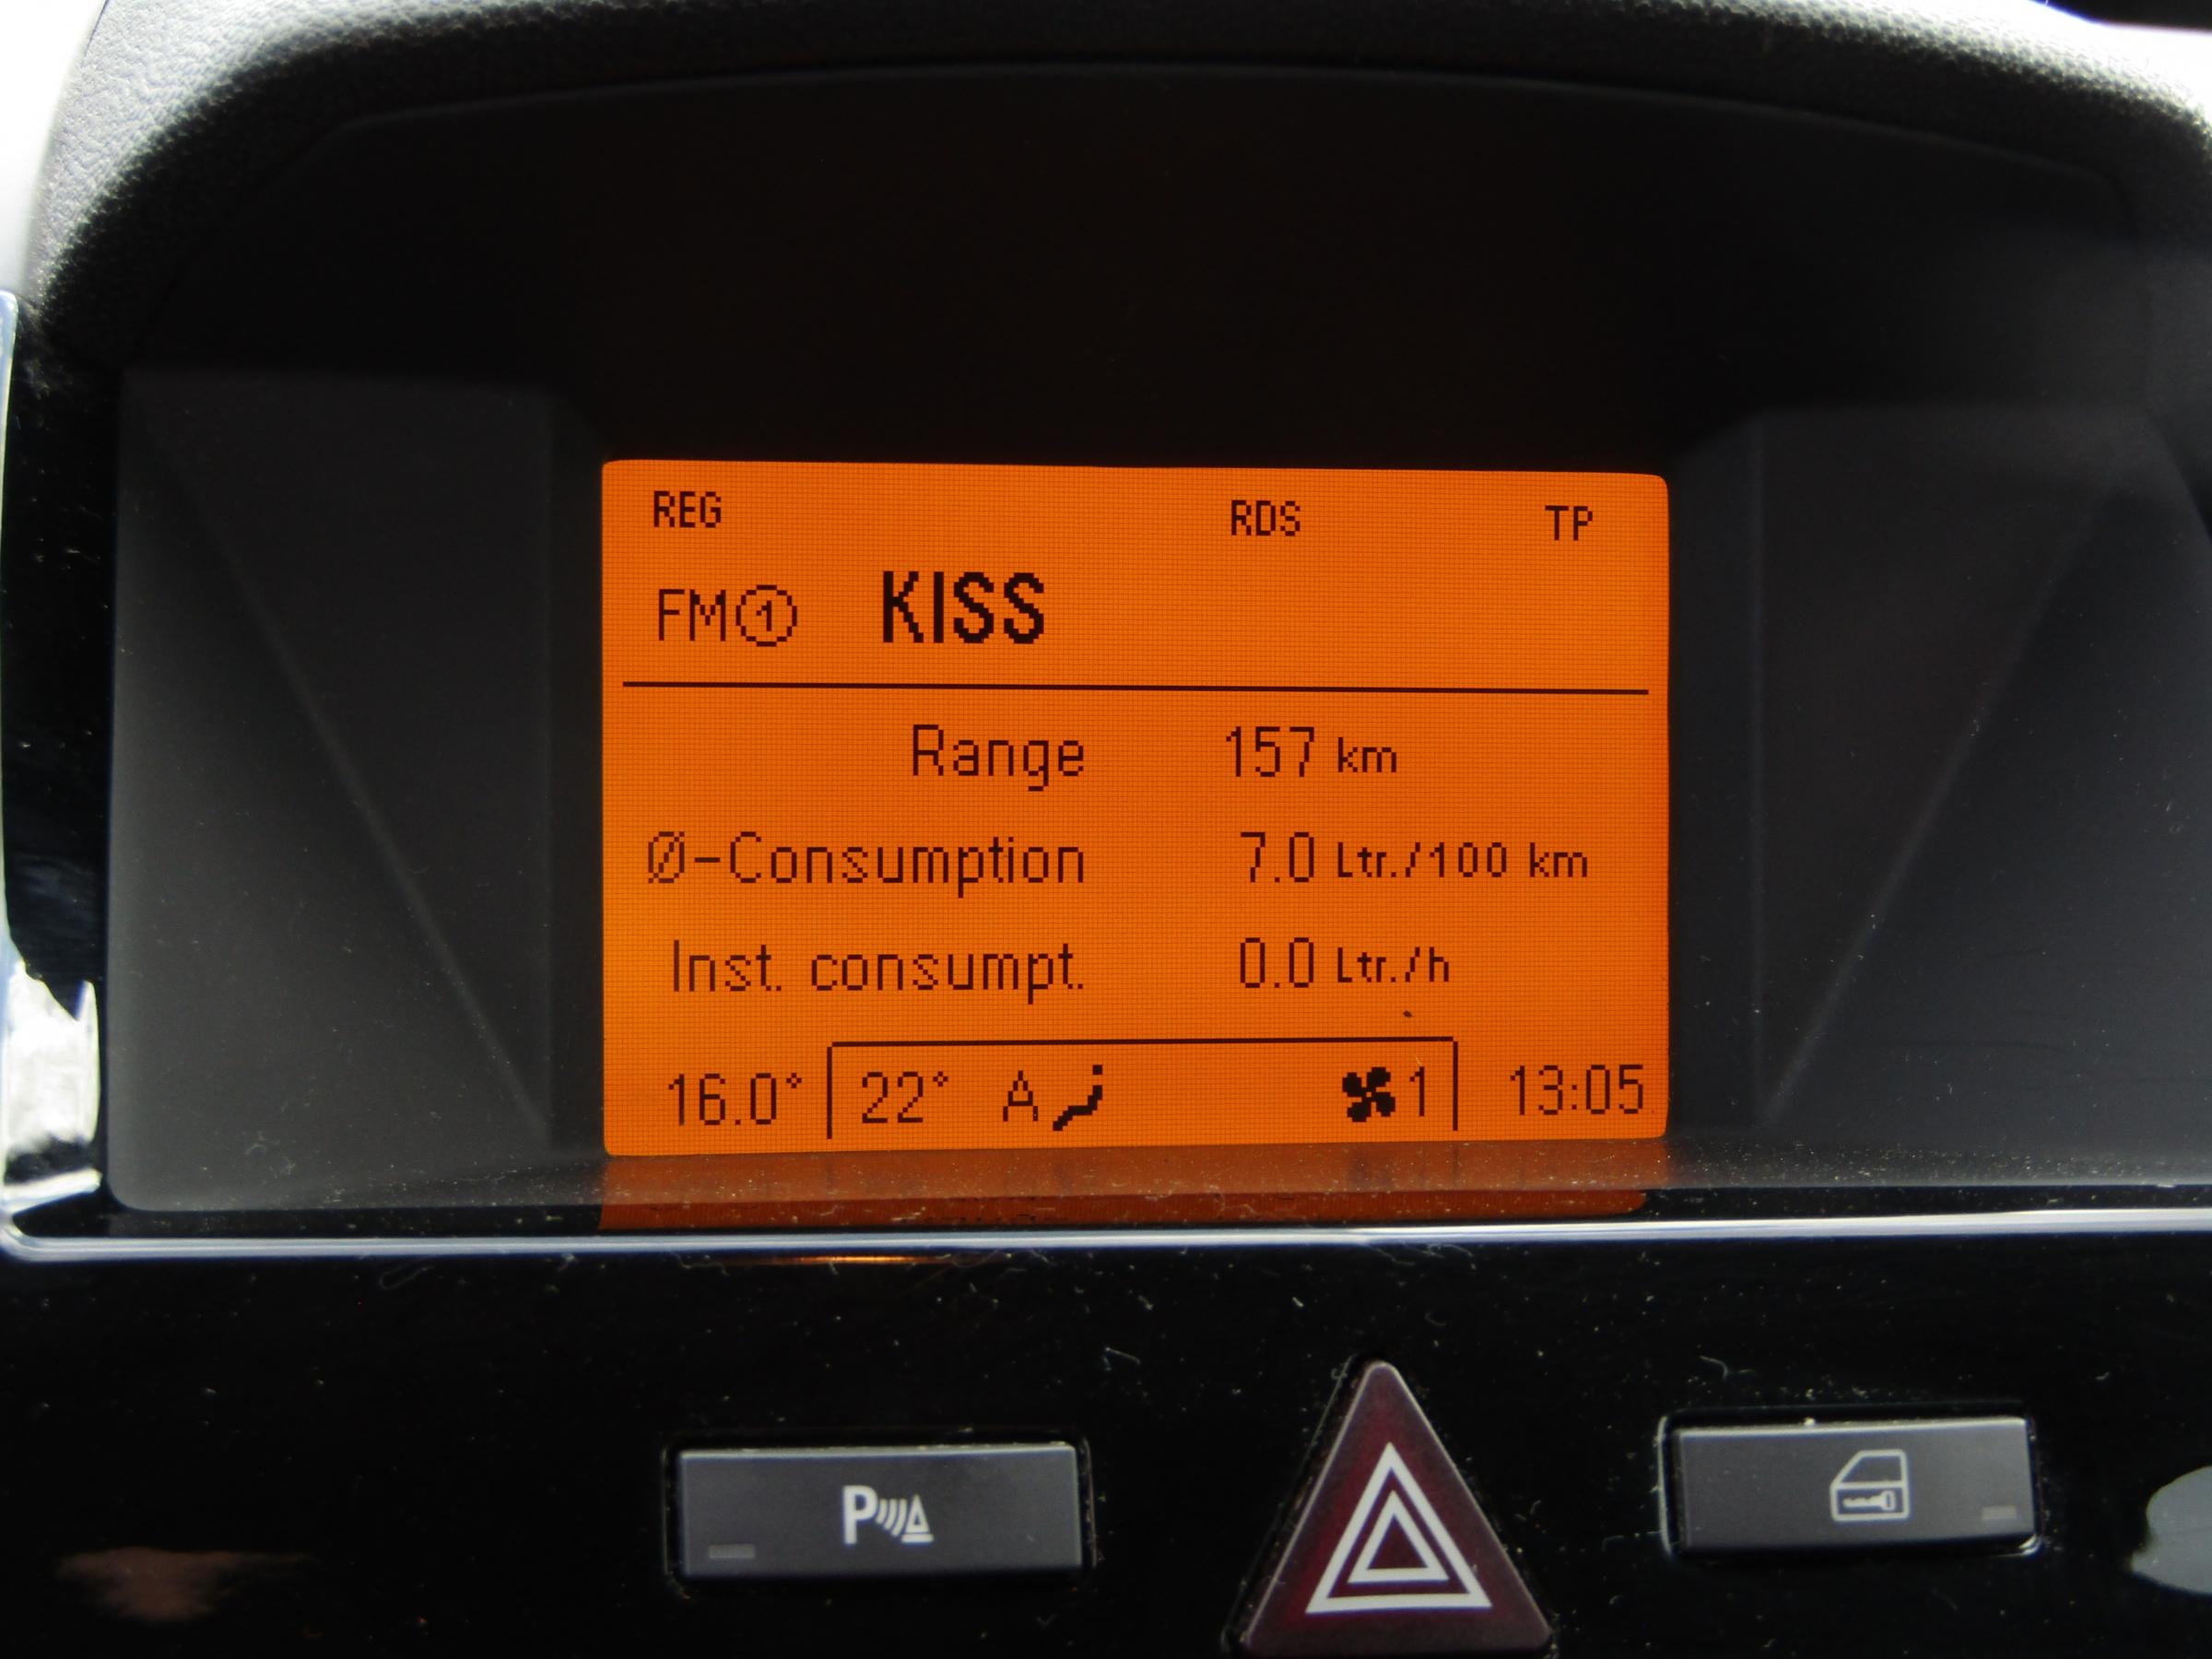 REG RDS TP
FM① KISS
Range 157 km
Ø-Consumption 7.0 Ltr./100 km
Inst. consumpt. 0.0 Ltr./h
16.0° 22° A 1 13:05
P